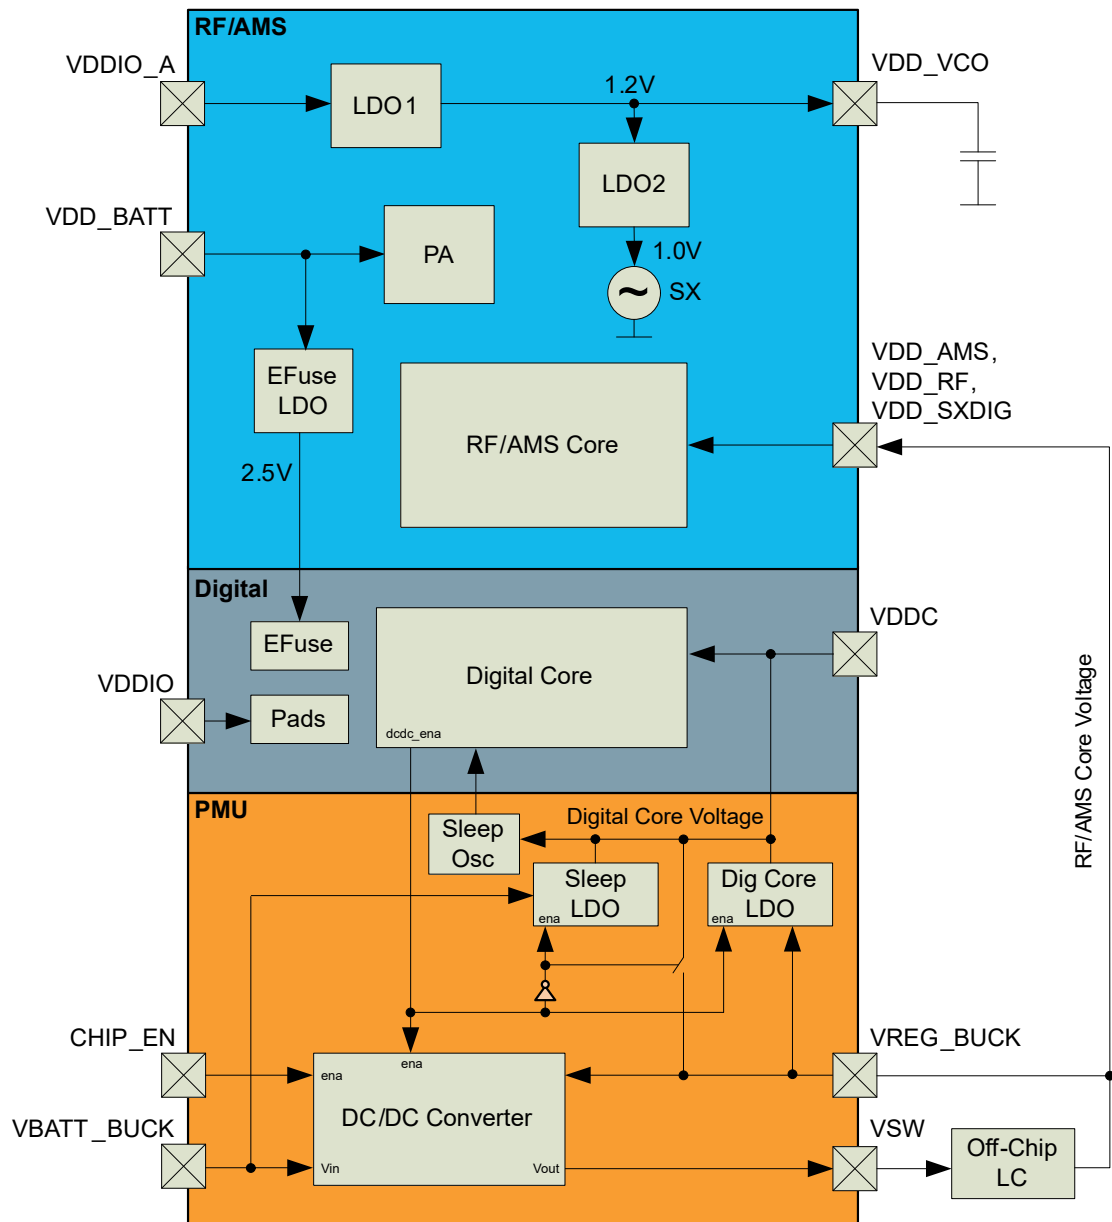 RF/AMS
VDDIO_A
LDO1
1.2V
VDD_VCO
LDO2
VDD_BATT
PA
1.0V
SX
EFuse
LDO
VDD_AMS,
VDD_RF,
VDD_SXDIG
RF/AMS Core
2.5V
Digital
EFuse
Digital Core
VDDC
VDDIO
Pads
dcdc_ena
RF/AMS Core Voltage
PMU
Digital Core Voltage
Sleep
Osc
Sleep
LDO
ena
Dig Core
LDO
ena
CHIP_EN
ena
ena
VREG_BUCK
DC/DC Converter
VBATT_BUCK
Vin
Vout
VSW
Off-Chip
LC